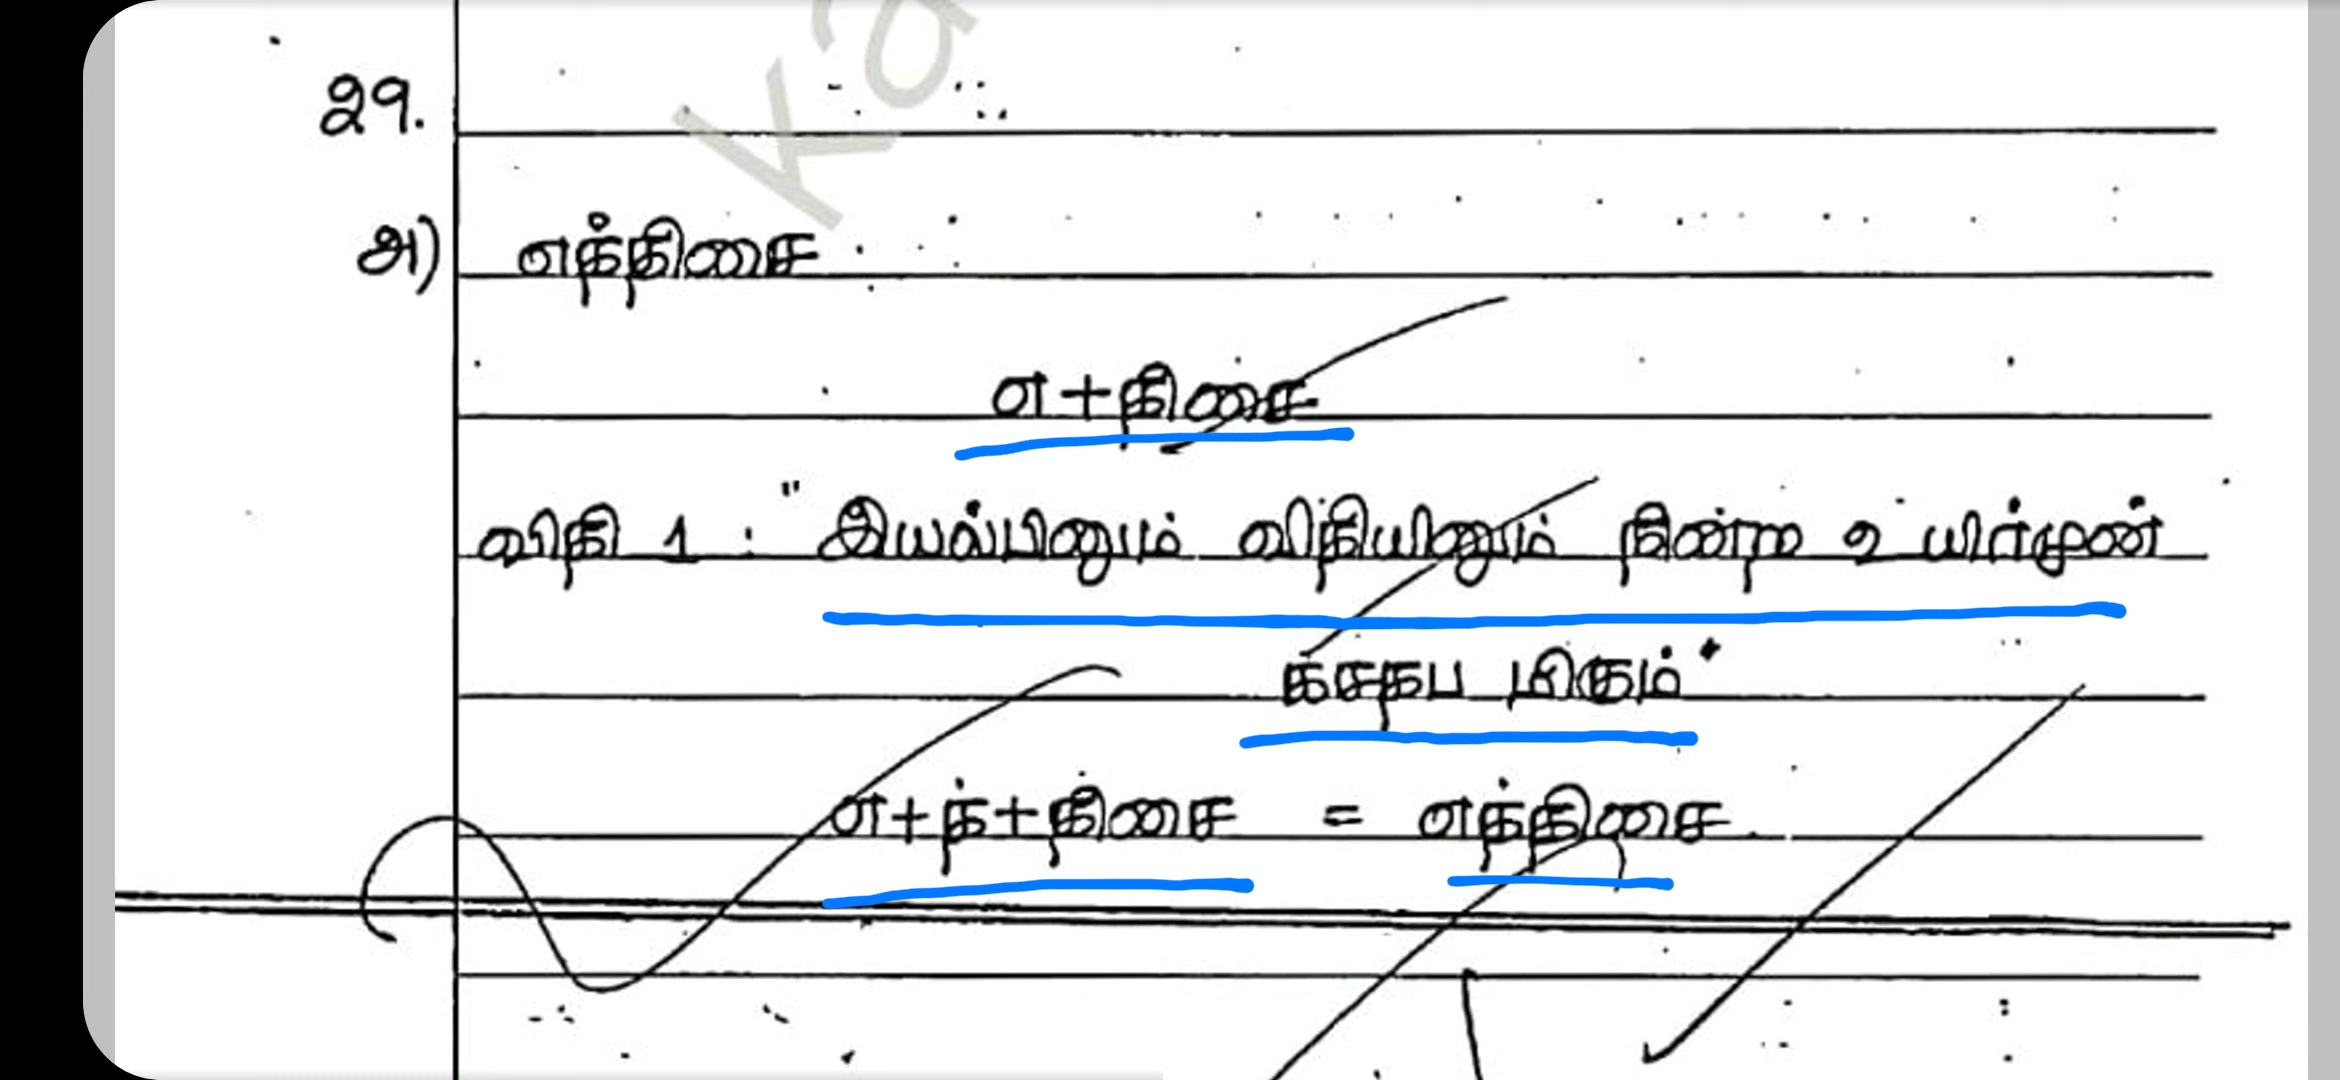 29.
அ) எத்திசை
எ+திசை
விதி 1 : " இயல்பினும் விதியினும் நின்ற உயிர்முன்
கசதப மிகும் "
எ+த்+திசை = எத்திசை.